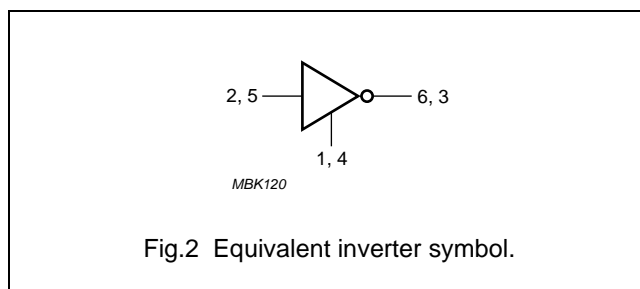 2, 5
6, 3
1, 4
MBK120
Fig.2 Equivalent inverter symbol.